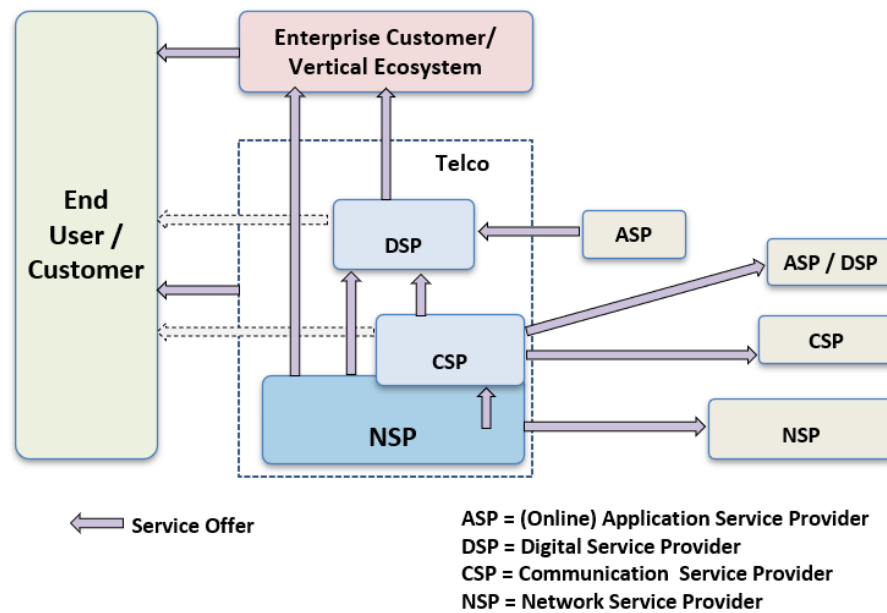 Enterprise Customer/
Vertical Ecosystem
Telco
End
User /
Customer
DSP
ASP
ASP / DSP
CSP
CSP
NSP
NSP
Service Offer
ASP = (Online) Application Service Provider
DSP = Digital Service Provider
CSP = Communication  Service Provider
NSP = Network Service Provider